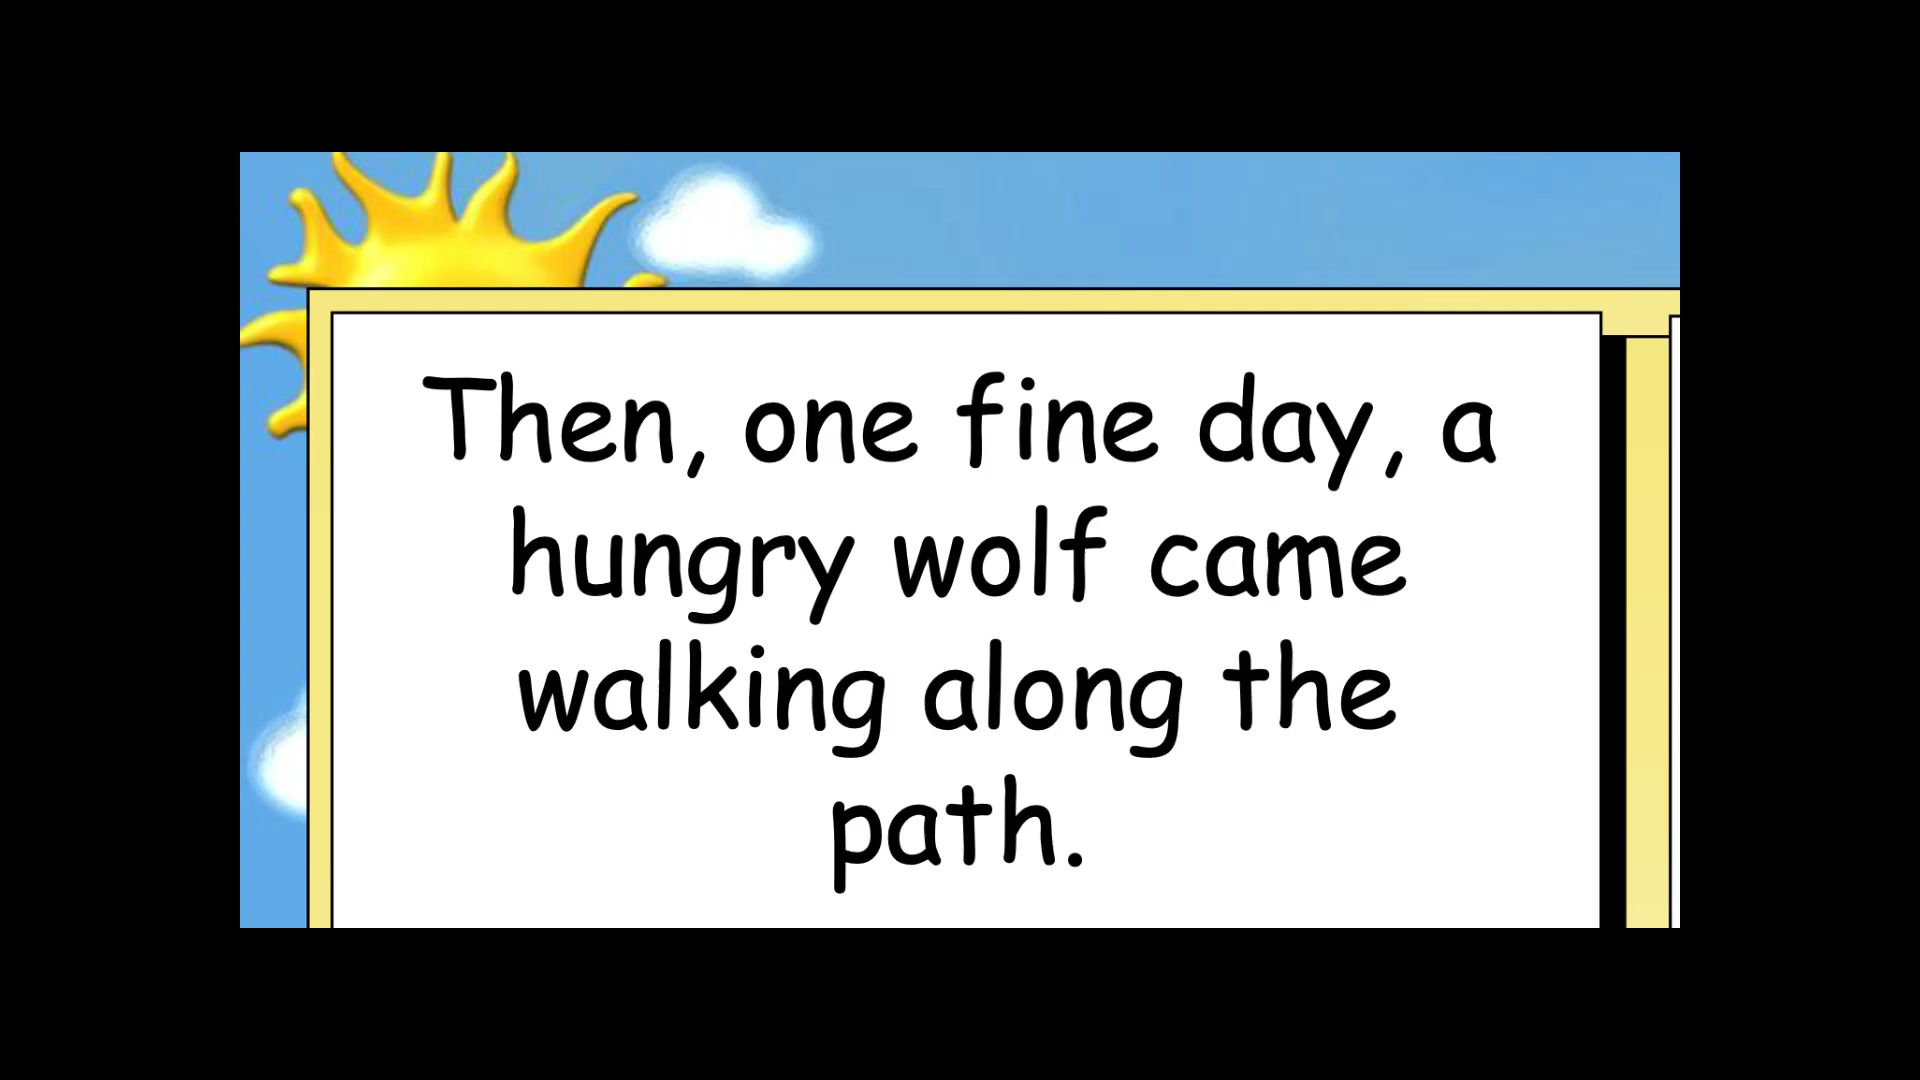 Then, one fine day, a
hungry wolf came
walking along the
path.